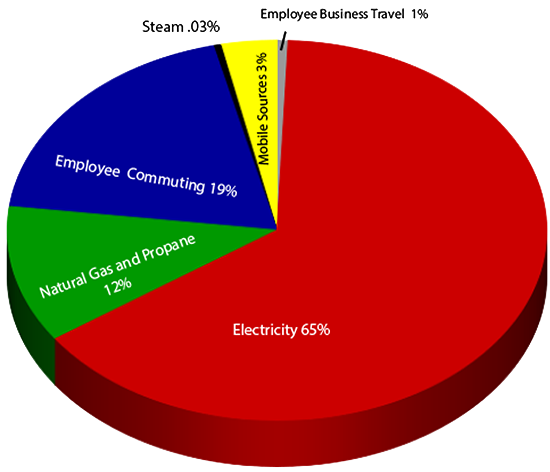 Employee Business Travel 1%
Steam .03%
Mobile Sources 3%
Employee Commuting 19%
Natural Gas and Propane
12%
Electricity 65%